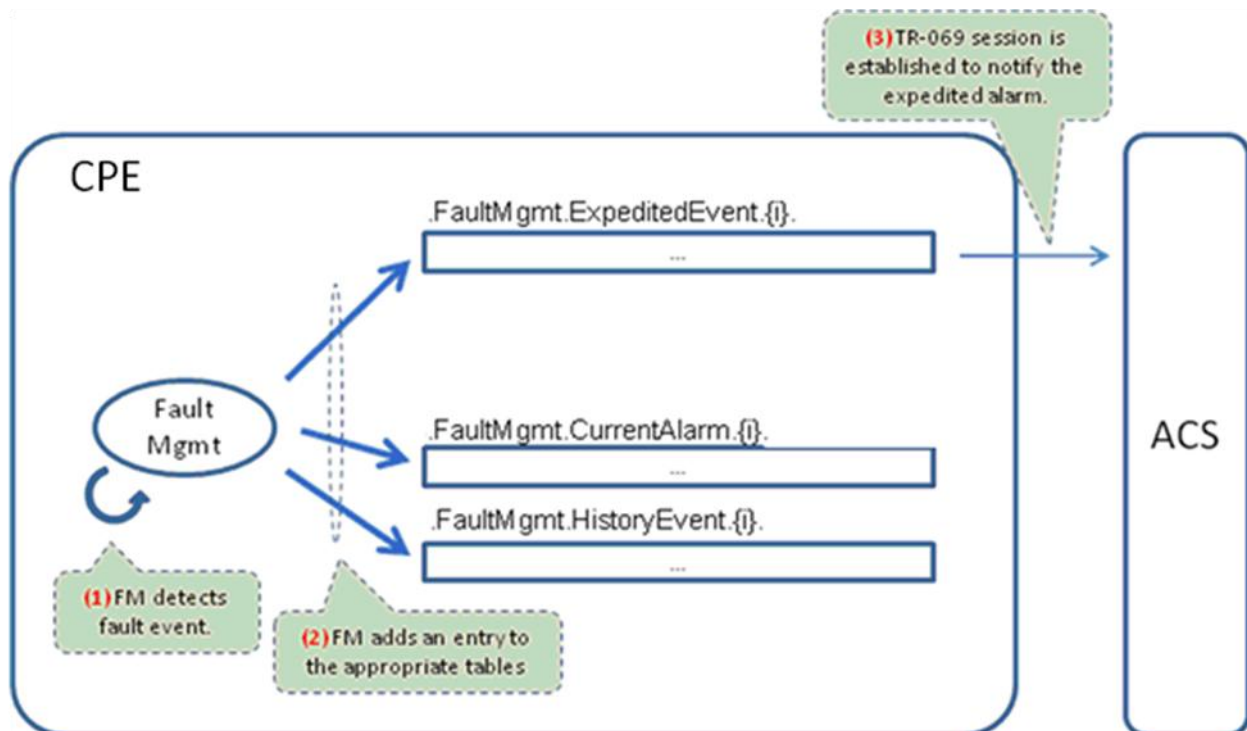 (3) TR-069 session is
established to notify the
expedited alarm.
CPE
.FaultMgmt.ExpeditedEvent.{i}.
...
Fault
Mgmt
.FaultMgmt.CurrentAlarm.{i}.
...
ACS
.FaultMgmt.HistoryEvent.{i}.
...
(1) FM detects
fault event.
(2) FM adds an entry to
the appropriate tables